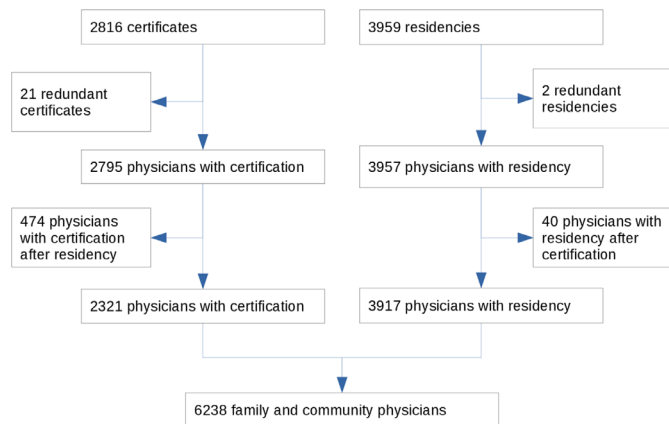 2816 certificates
3959 residencies
21 redundant
certificates
2 redundant
residencies
2795 physicians with certification
3957 physicians with residency
474 physicians
with certification
after residency
40 physicians with
residency after
certification
2321 physicians with certification
3917 physicians with residency
6238 family and community physicians